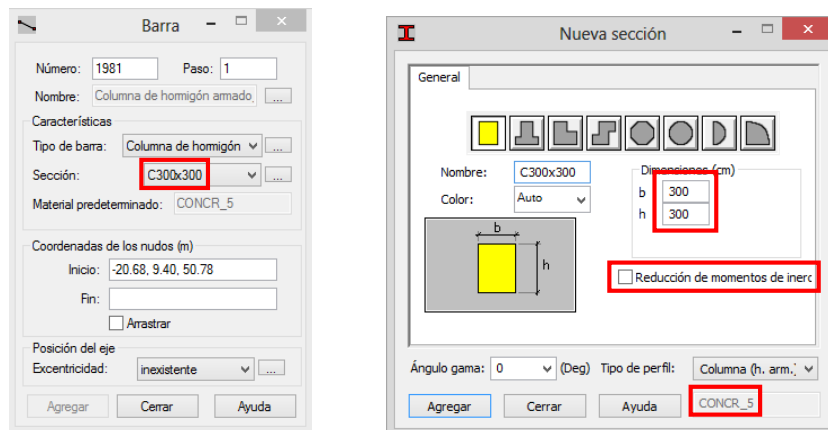 Barra
Número: 1981 Paso: 1
Nombre: Columna de hormigón armado ...
Características
Tipo de barra: Columna de hormigón ...
Sección: C300x300 ...
Material predeterminado: CONCR_5
Coordenadas de los nudos (m)
Inicio: -20.68, 9.40, 50.78
Fin:
Arrastrar
Posición del eje
Excentricidad: inexistente ...
Agregar Cerrar Ayuda
Nueva sección
General
Nombre: C300x300
Color: Auto
Dimensiones (cm)
b 300
h 300
b
h
Reducción de momentos de inerc
Ángulo gama: 0 (Deg) Tipo de perfil: Columna (h. arm.)
Agregar Cerrar Ayuda CONCR_5